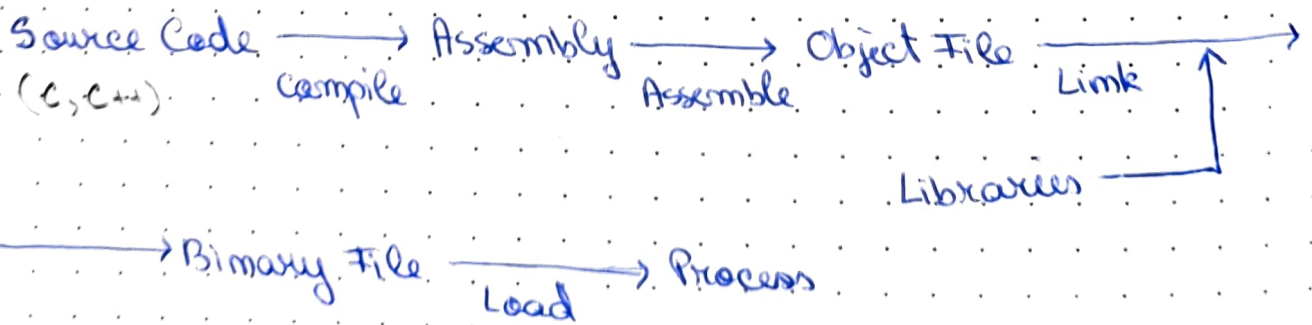 Source Code → Assembly → Object File →
(C, C++) Compile Assemble Link
Libraries
→ Binary File → Process
Load